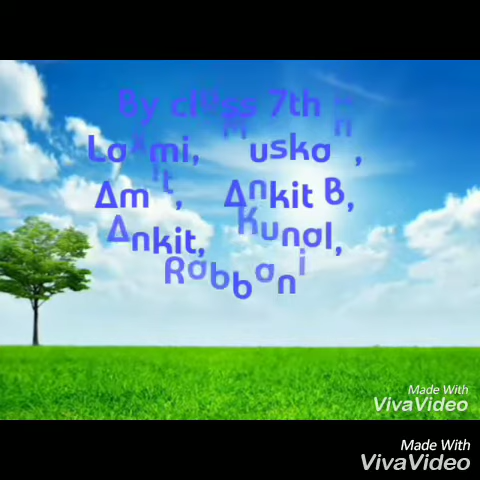 By class 7th
Laxmi, Muskan,
Amit, Ankit B,
Ankit, Kunal,
Rabbani
Made With
VivaVideo
Made With
VivaVideo